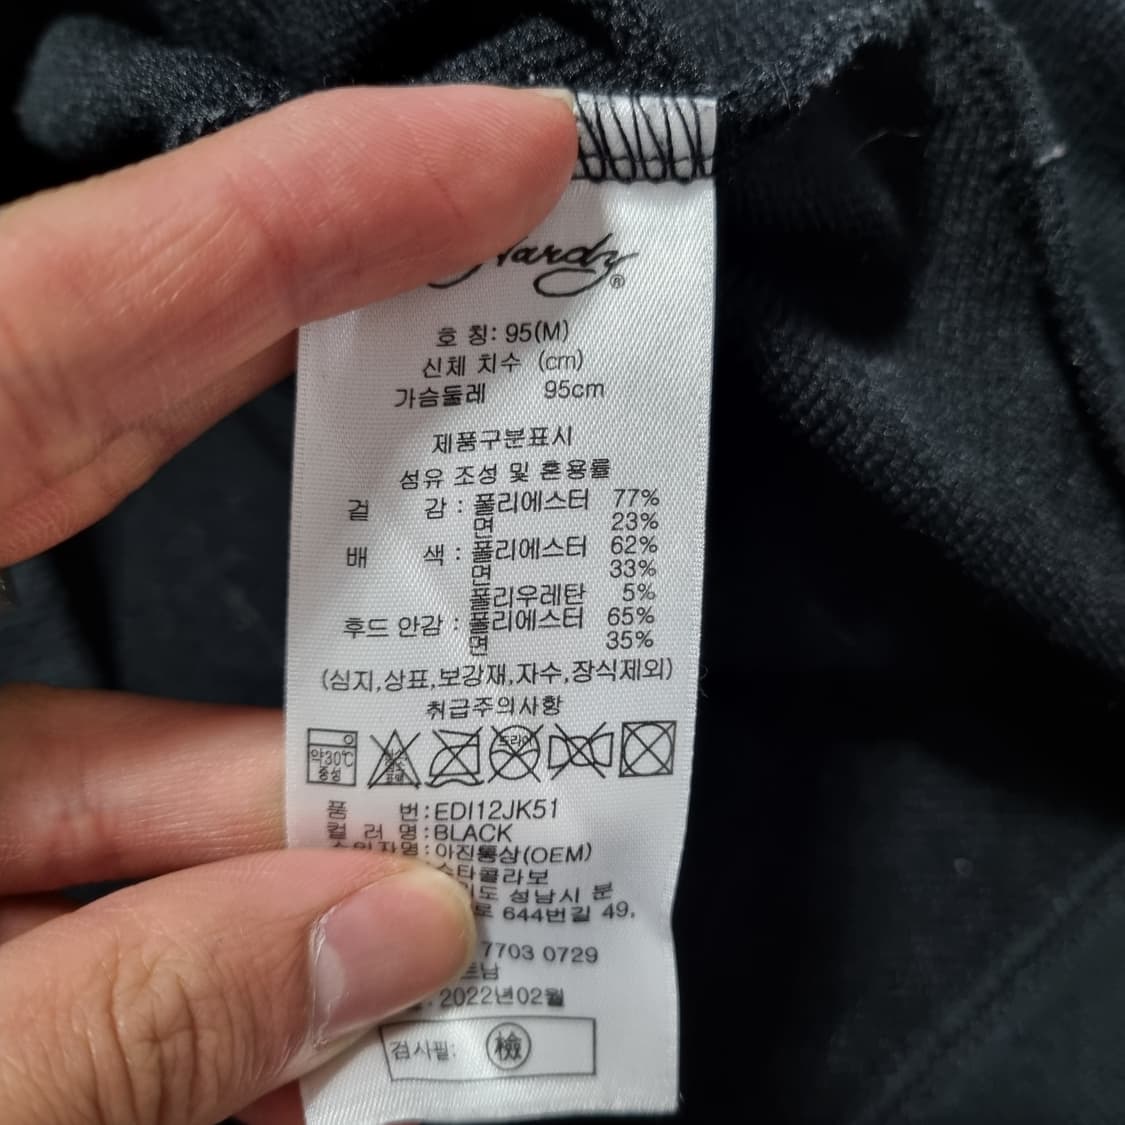 Hardy®
호 칭: 95(M)
신체 치수 (cm)
가슴둘레 95cm
제품구분표시
섬유 조성 및 혼용률
겉 감 : 폴리에스터 77%
면 23%
배 색 : 폴리에스터 62%
면 33%
폴리우레탄 5%
후드 안감 : 폴리에스터 65%
면 35%
(심지,상표,보강재,자수,장식제외)
취급주의사항
약30℃
중성
드라이
품 번:EDI12JK51
컬 러 명:BLACK
수입자명:아진통상(OEM)
스타콜라보
도 성남시 분
로 644번길 49,
7703 0729
트남
: 2022년02월
검사필: 檢